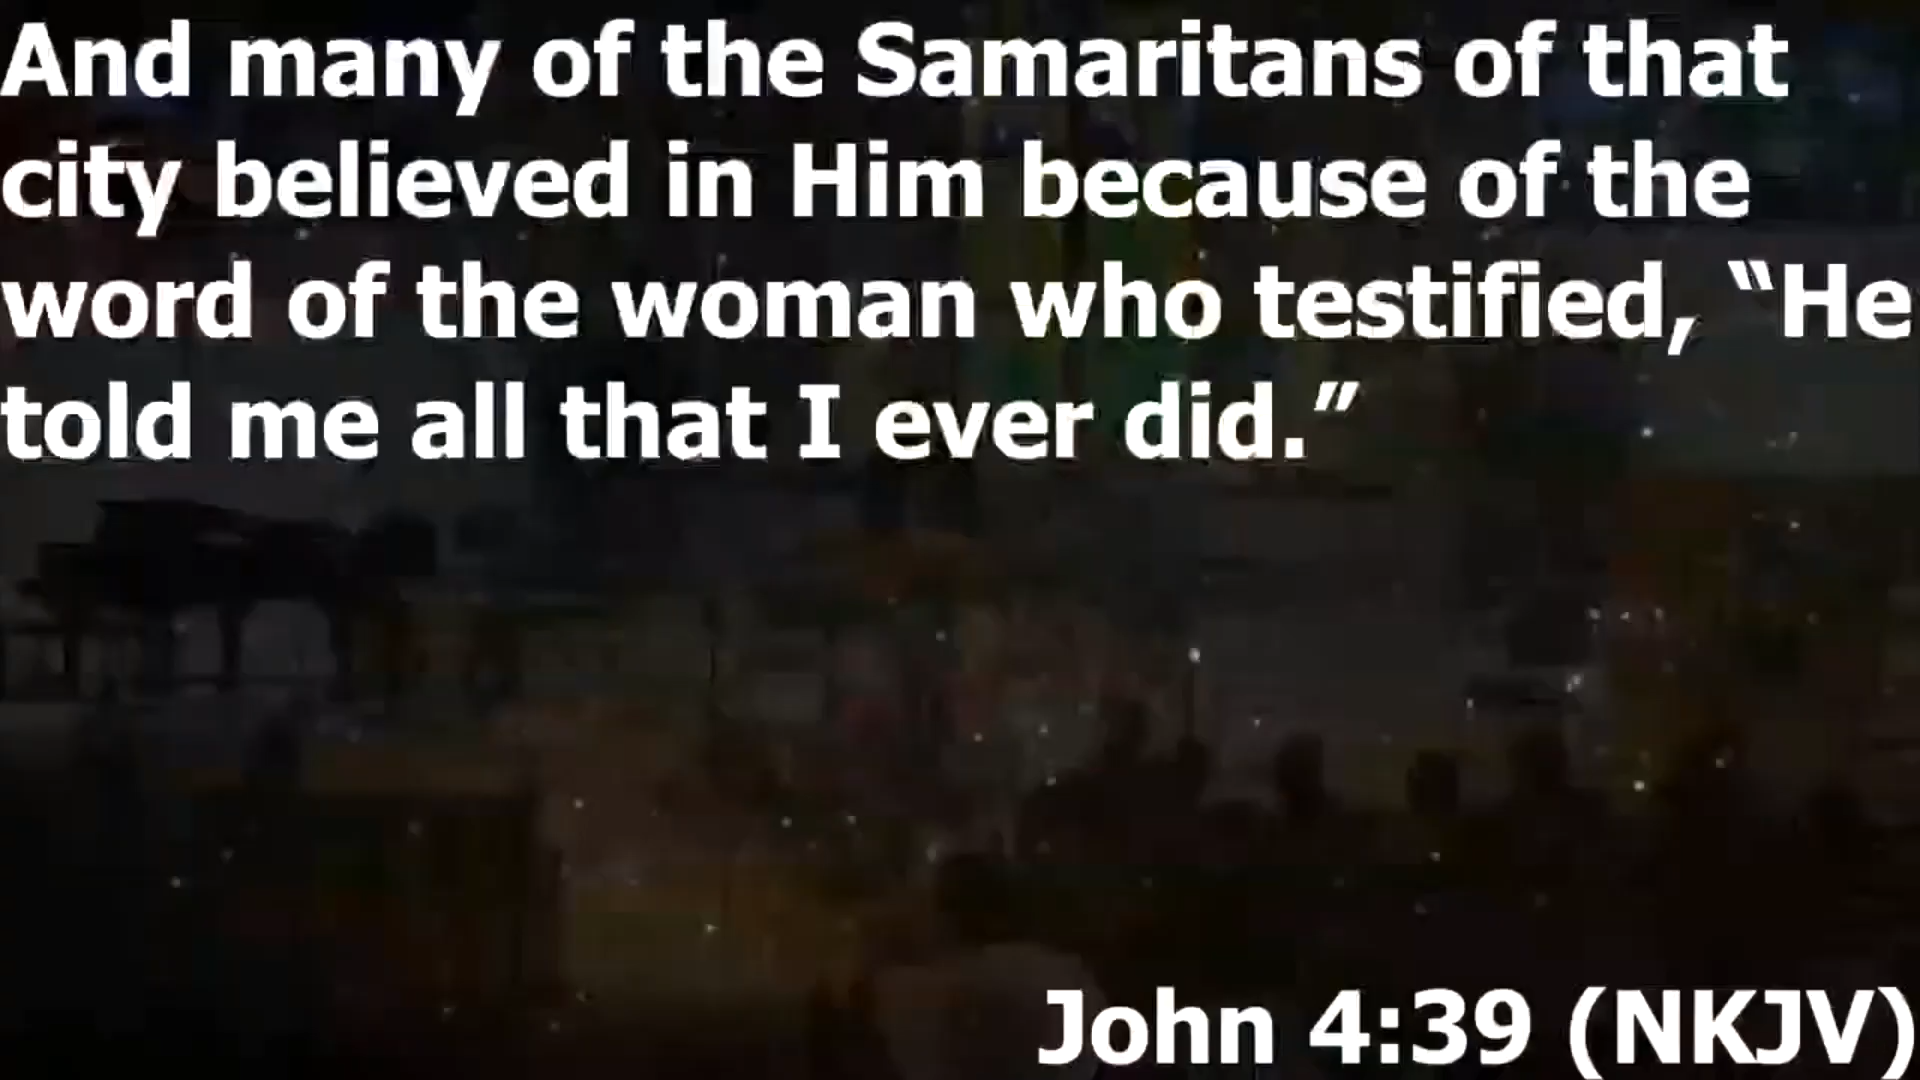 And many of the Samaritans of that
city believed in Him because of the
word of the woman who testified, “He
told me all that I ever did.”
John 4:39 (NKJV)